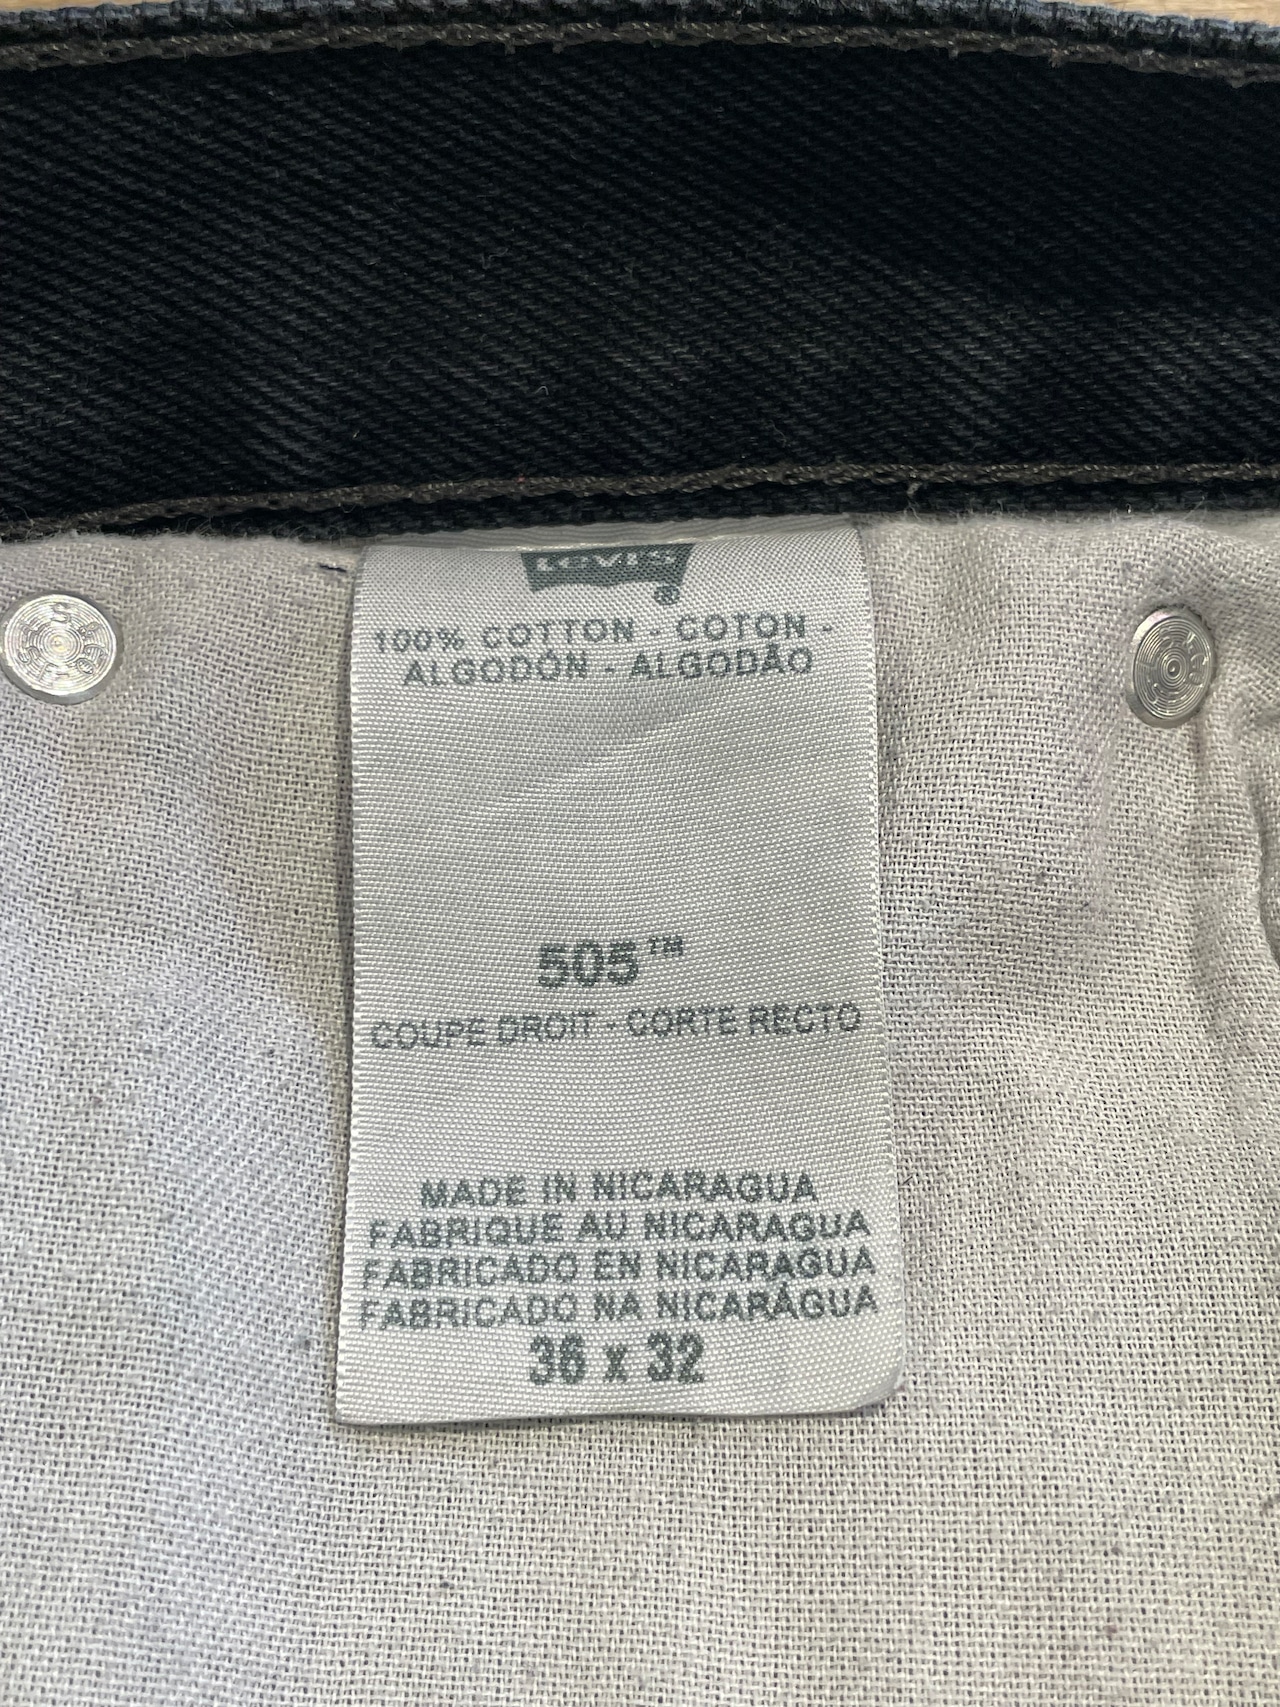 Levi's
®
100% COTTON - COTON -
ALGODÓN - ALGODÃO
505™
COUPE DROIT - CORTE RECTO
MADE IN NICARAGUA
FABRIQUE AU NICARAGUA
FABRICADO EN NICARAGUA
FABRICADO NA NICARÁGUA
36 x 32